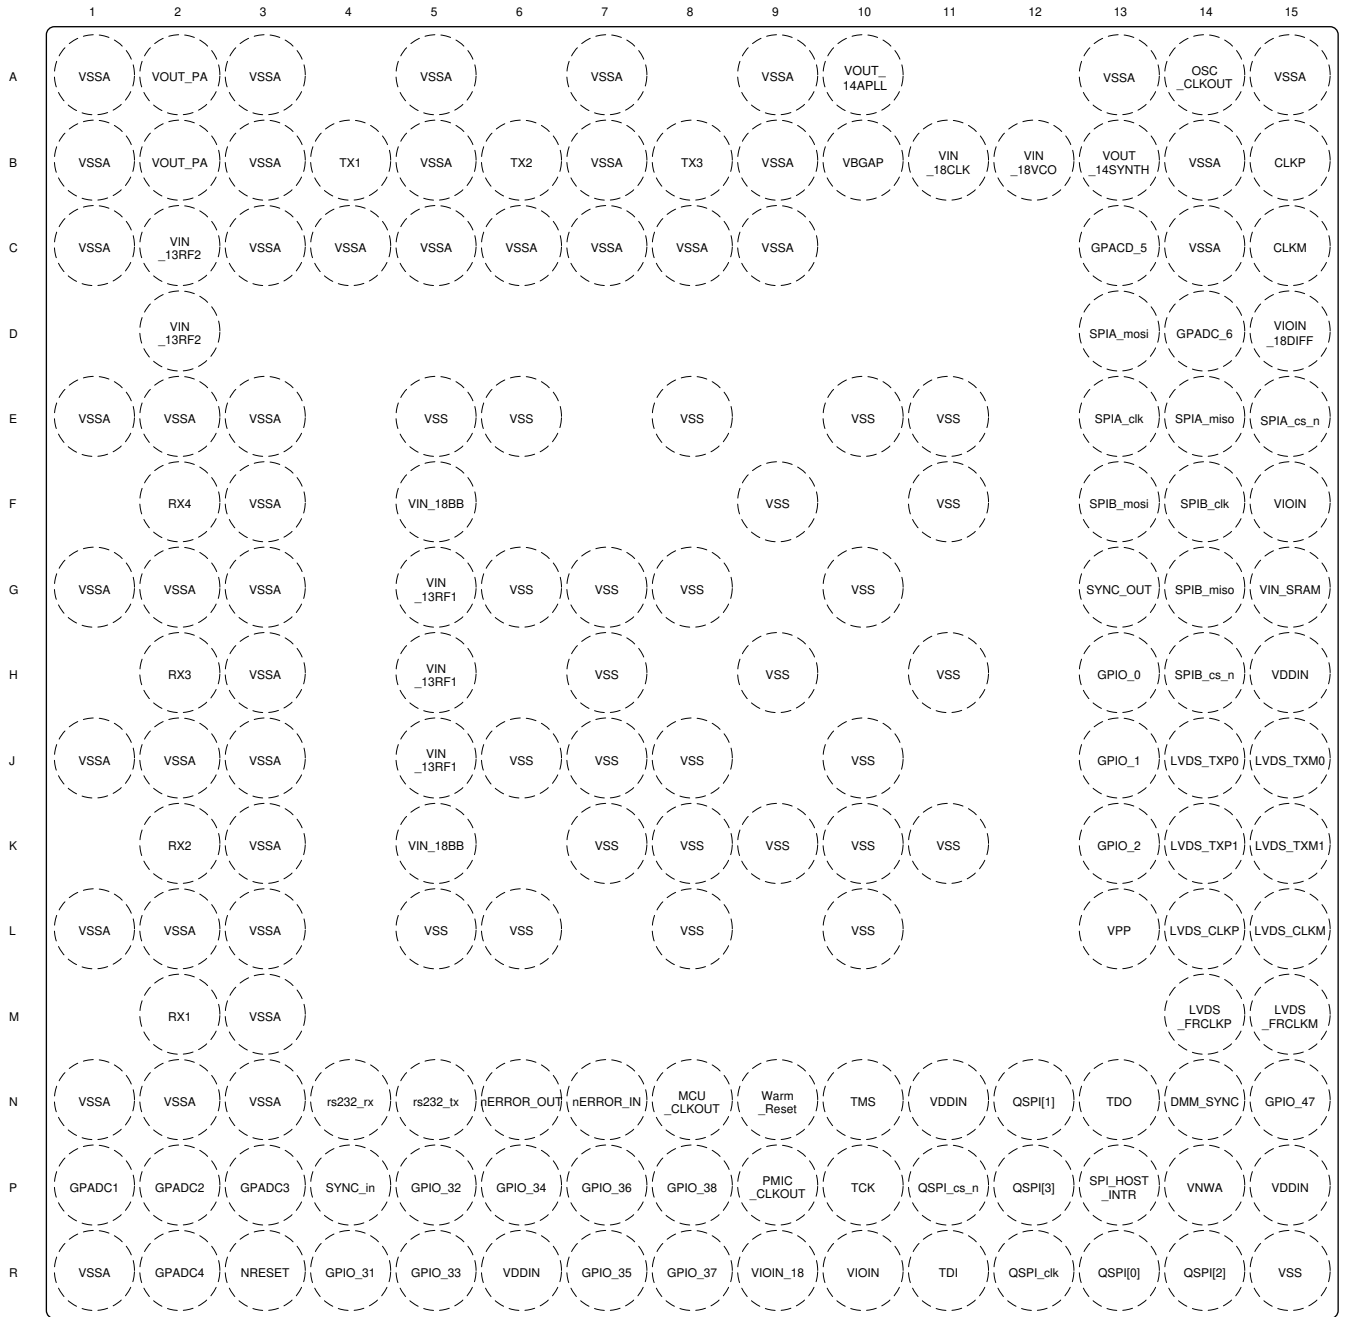 1 2 3 4 5 6 7 8 9 10 11 12 13 14 15
A VSSA VOUT_PA VSSA VSSA VSSA VSSA VOUT_ 14APLL VSSA OSC _CLKOUT VSSA
B VSSA VOUT_PA VSSA TX1 VSSA TX2 VSSA TX3 VSSA VBGAP VIN _18CLK VIN _18VCO VOUT _14SYNTH VSSA CLKP
C VSSA VIN _13RF2 VSSA VSSA VSSA VSSA VSSA VSSA VSSA GPACD_5 VSSA CLKM
D VIN _13RF2 SPIA_mosi GPADC_6 VIOIN _18DIFF
E VSSA VSSA VSSA VSS VSS VSS VSS VSS SPIA_clk SPIA_miso SPIA_cs_n
F RX4 VSSA VIN_18BB VSS VSS SPIB_mosi SPIB_clk VIOIN
G VSSA VSSA VSSA VIN _13RF1 VSS VSS VSS VSS SYNC_OUT SPIB_miso VIN_SRAM
H RX3 VSSA VIN _13RF1 VSS VSS VSS GPIO_0 SPIB_cs_n VDDIN
J VSSA VSSA VSSA VIN _13RF1 VSS VSS VSS VSS GPIO_1 LVDS_TXP0 LVDS_TXM0
K RX2 VSSA VIN_18BB VSS VSS VSS VSS VSS GPIO_2 LVDS_TXP1 LVDS_TXM1
L VSSA VSSA VSSA VSS VSS VSS VSS VPP LVDS_CLKP LVDS_CLKM
M RX1 VSSA LVDS _FRCLKP LVDS _FRCLKM
N VSSA VSSA VSSA rs232_rx rs232_tx nERROR_OUT nERROR_IN MCU _CLKOUT Warm _Reset TMS VDDIN QSPI[1] TDO DMM_SYNC GPIO_47
P GPADC1 GPADC2 GPADC3 SYNC_in GPIO_32 GPIO_34 GPIO_36 GPIO_38 PMIC _CLKOUT TCK QSPI_cs_n QSPI[3] SPI_HOST _INTR VNWA VDDIN
R VSSA GPADC4 NRESET GPIO_31 GPIO_33 VDDIN GPIO_35 GPIO_37 VIOIN_18 VIOIN TDI QSPI_clk QSPI[0] QSPI[2] VSS